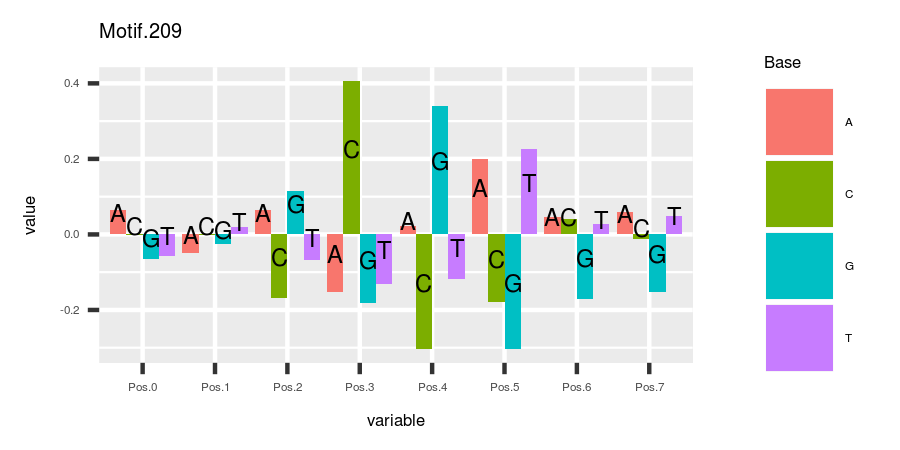 Motif.209
value
0.4
0.2
0.0
-0.2
A C G T A C G T A C G T A C G T A C G T A C G T A C G T A C G T
Pos.0 Pos.1 Pos.2 Pos.3 Pos.4 Pos.5 Pos.6 Pos.7
variable
Base
A
C
G
T